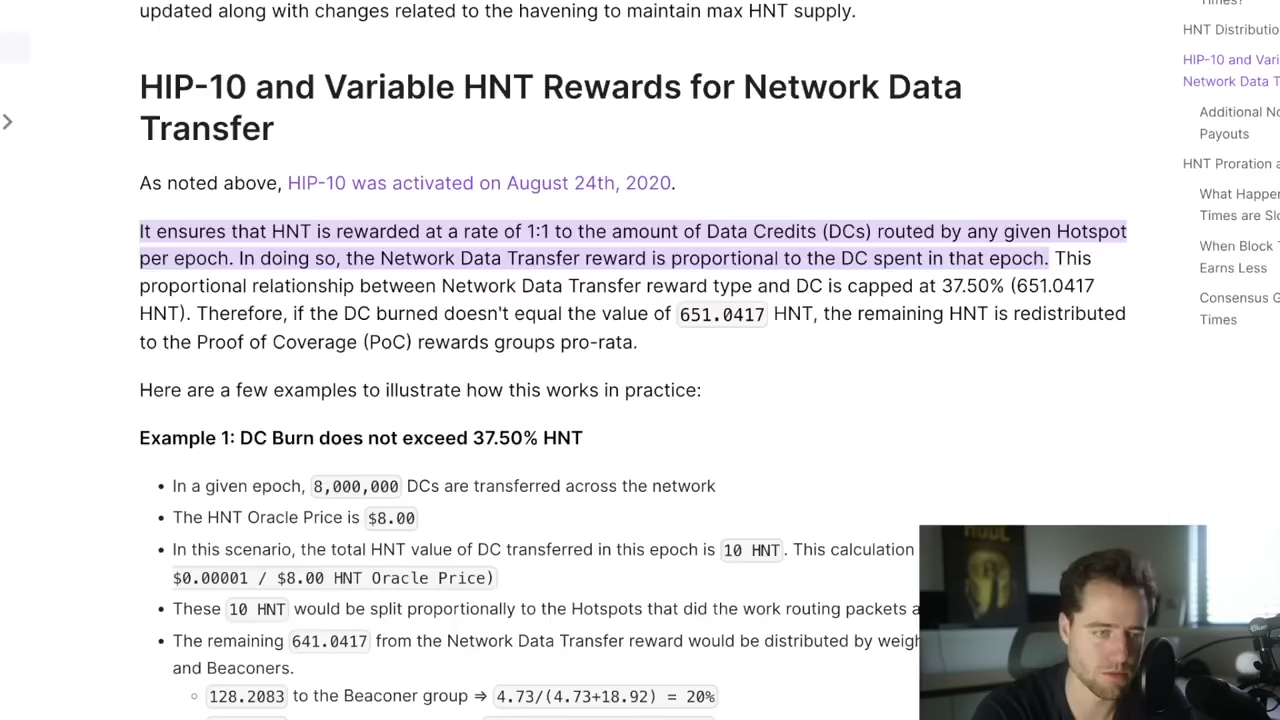 updated along with changes related to the havening to maintain max HNT supply.
HIP-10 and Variable HNT Rewards for Network Data
Transfer
As noted above, HIP-10 was activated on August 24th, 2020.
It ensures that HNT is rewarded at a rate of 1:1 to the amount of Data Credits (DCs) routed by any given Hotspot
per epoch. In doing so, the Network Data Transfer reward is proportional to the DC spent in that epoch. This
proportional relationship between Network Data Transfer reward type and DC is capped at 37.50% (651.0417
HNT). Therefore, if the DC burned doesn't equal the value of 651.0417 HNT, the remaining HNT is redistributed
to the Proof of Coverage (PoC) rewards groups pro-rata.
Here are a few examples to illustrate how this works in practice:
Example 1: DC Burn does not exceed 37.50% HNT
• In a given epoch, 8,000,000 DCs are transferred across the network
• The HNT Oracle Price is $8.00
• In this scenario, the total HNT value of DC transferred in this epoch is 10 HNT. This calculation
$0.00001 / $8.00 HNT Oracle Price)
• These 10 HNT would be split proportionally to the Hotspots that did the work routing packets
• The remaining 641.0417 from the Network Data Transfer reward would be distributed by
and Beaconers.
◦ 128.2083 to the Beaconer group ⇒ 4.73/(4.73+18.92) = 20%
HNT
HIP-10 and
Network Data
Additional
Payouts
HNT Proration
What
Times are
When Block
Earns Less
Consensus
Times